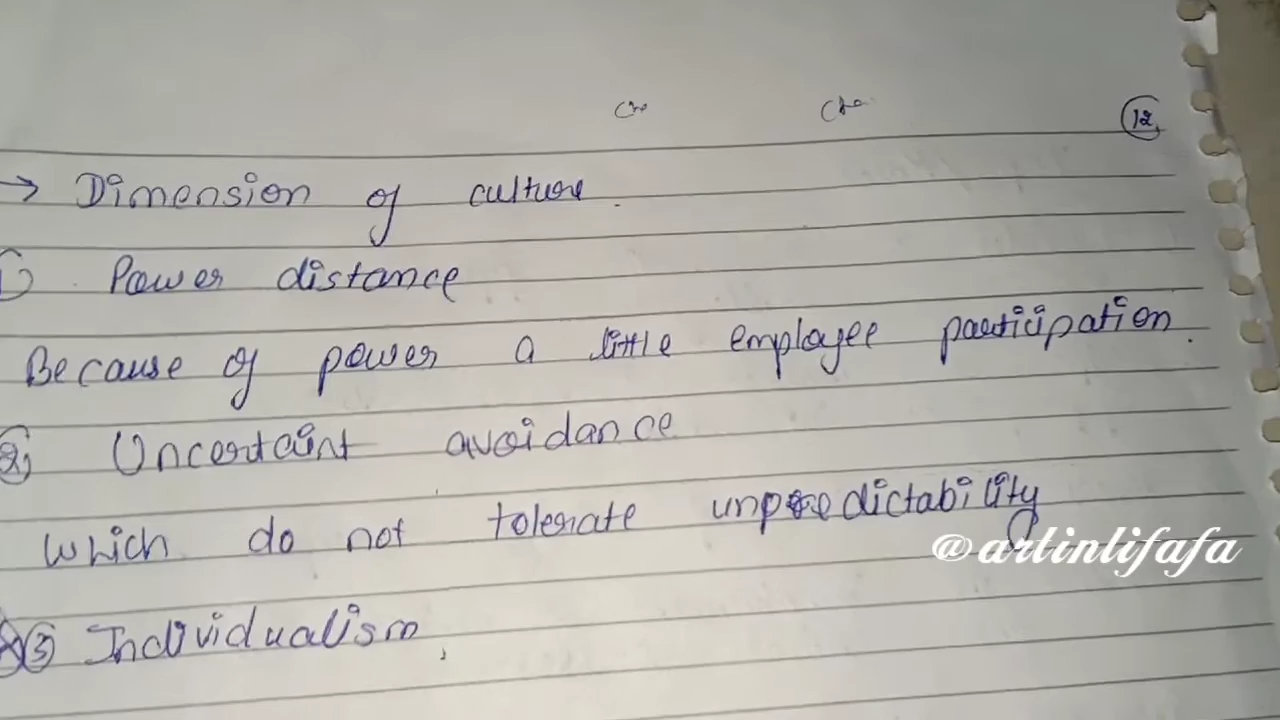 12
→ Dimension of culture.
1) Power distance
Because of power a little employee participation.
2) Uncertaint avoidance
which do not tolerate unpredictability
@artinlifafa
3) Individualism